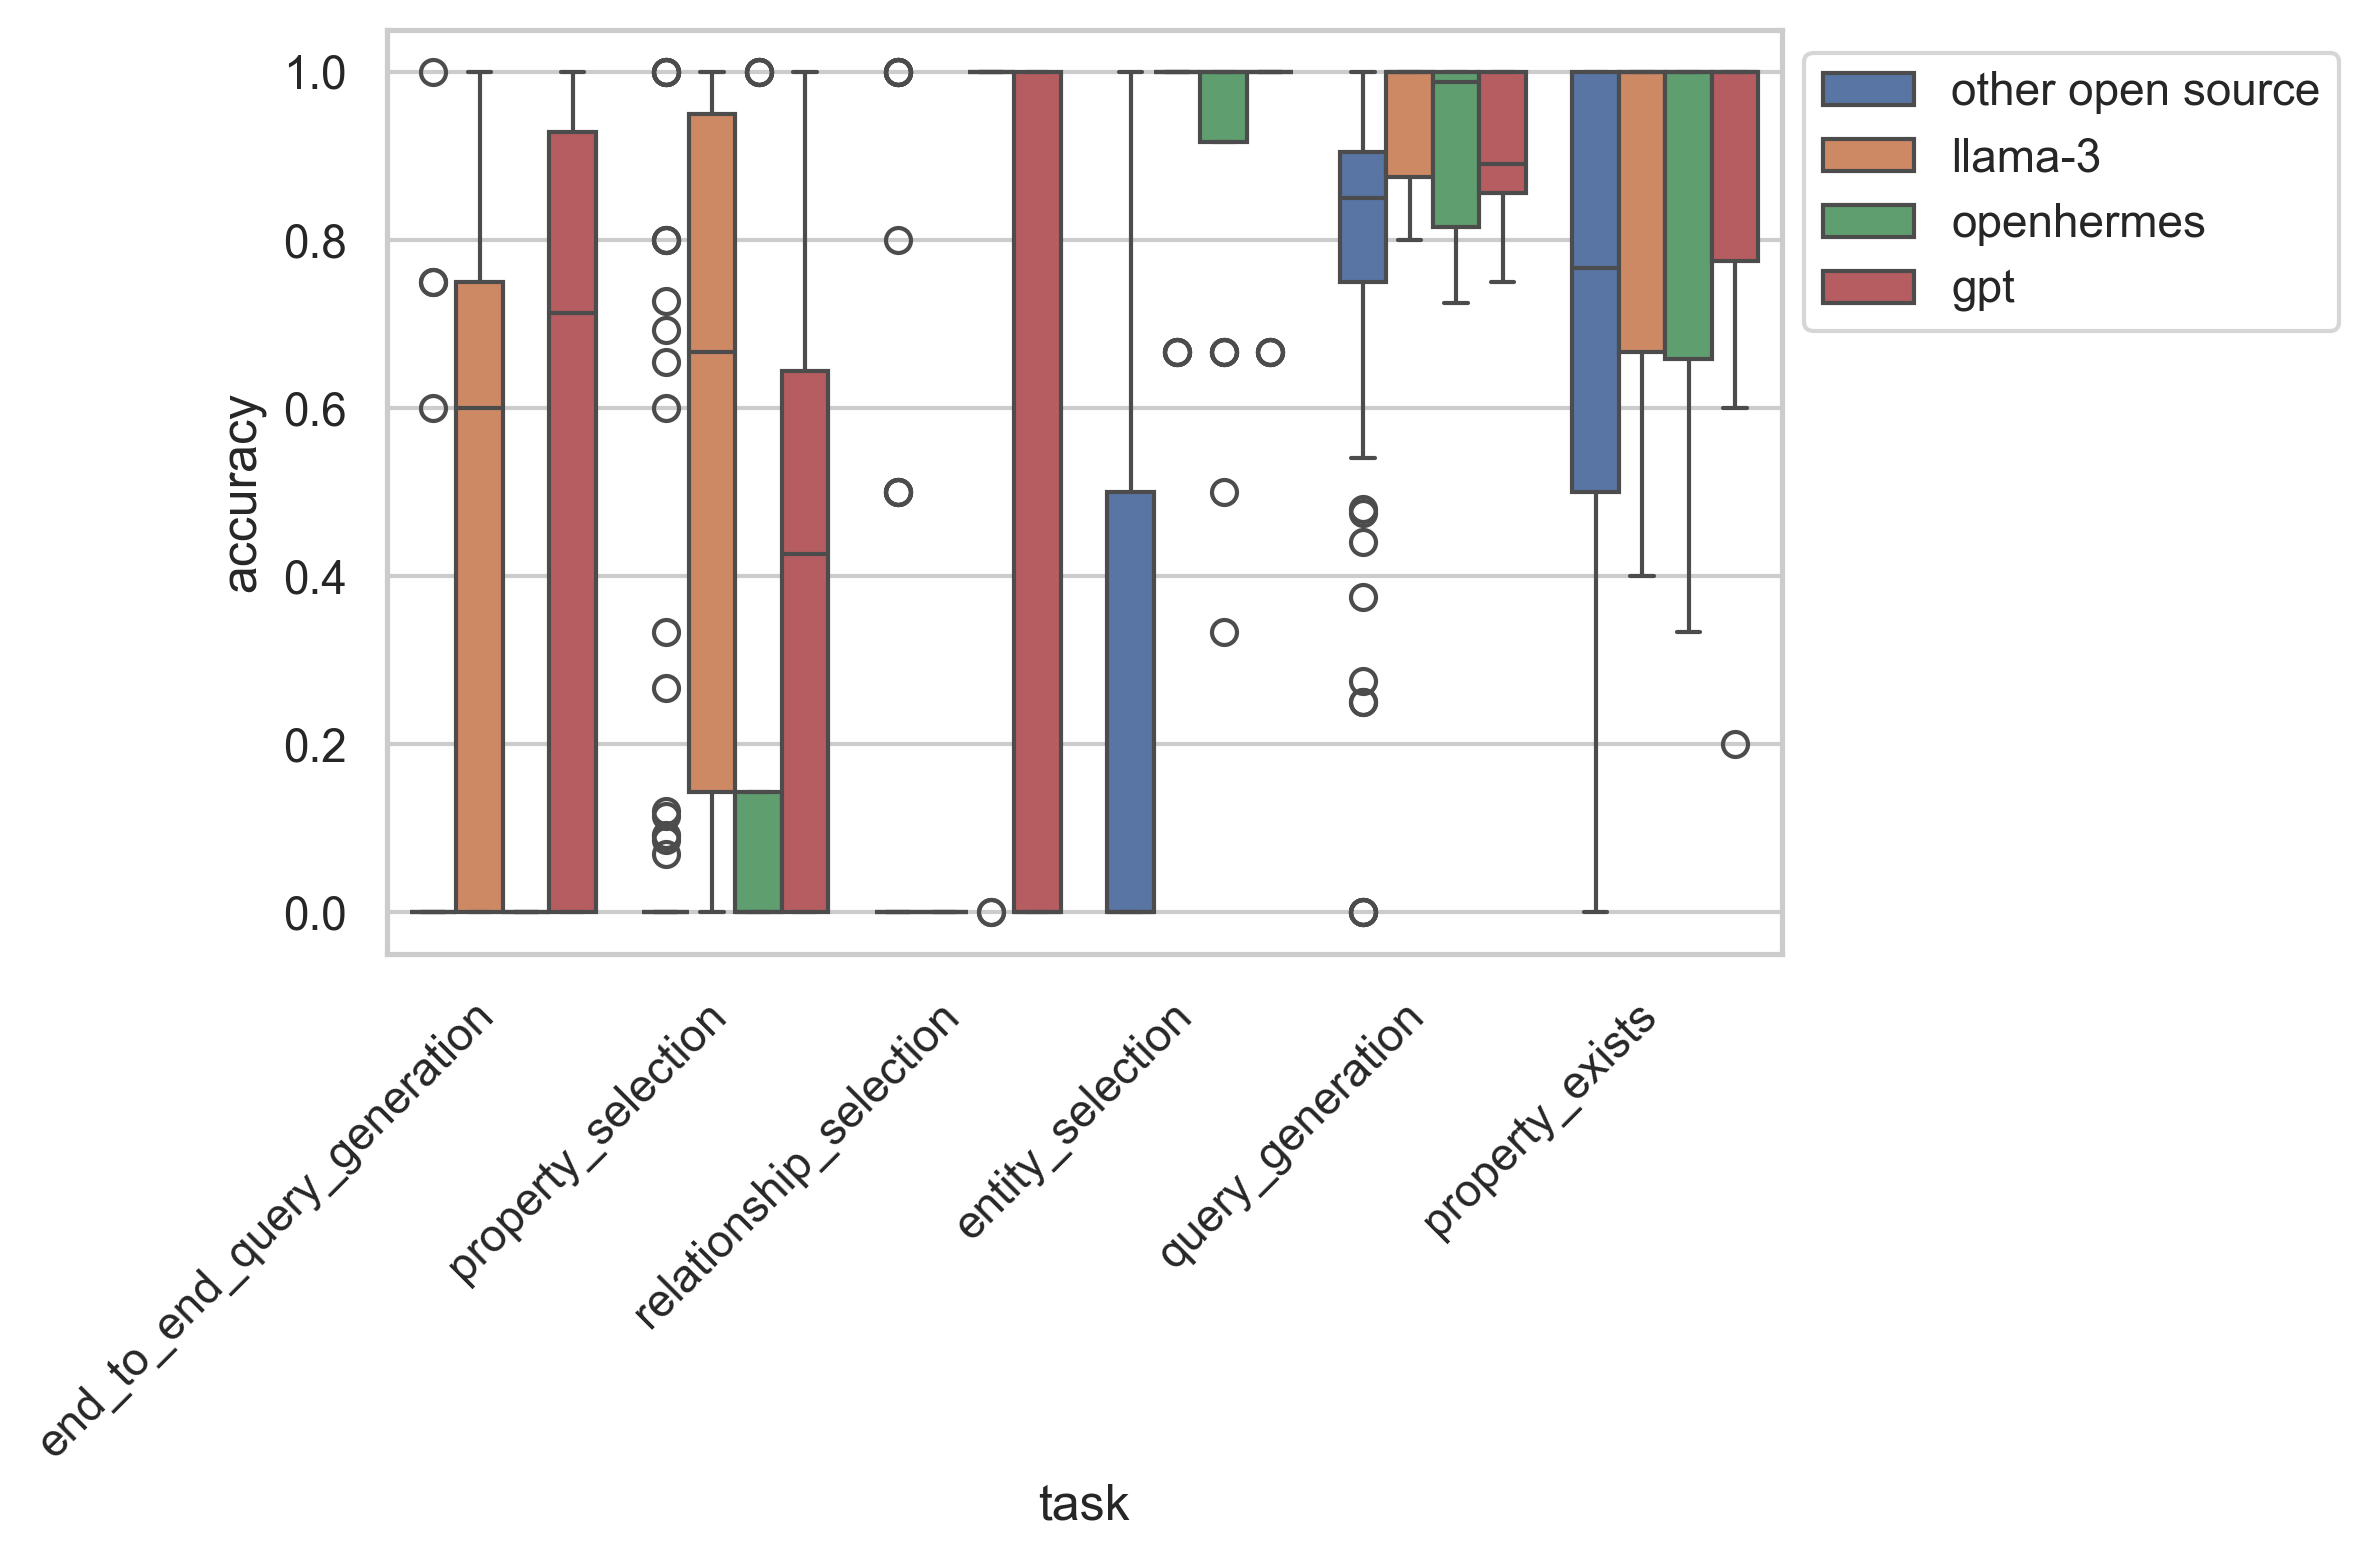 accuracy
1.0
0.8
0.6
0.4
0.2
0.0
other open source
llama-3
openhermes
gpt
end_to_end_query_generation
property_selection
relationship_selection
entity_selection
query_generation
property_exists
task